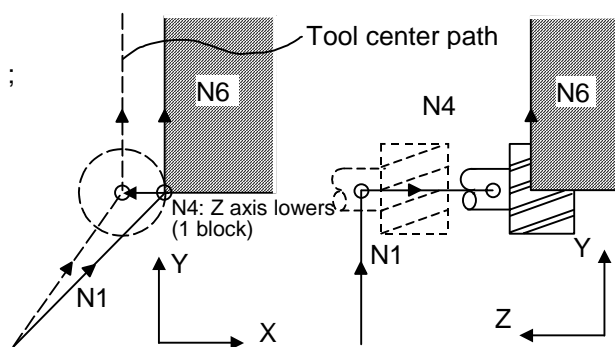 ;
Tool center path
N6
N6
N4
N4: Z axis lowers
(1 block)
N1
N1
Y
X
Y
Z